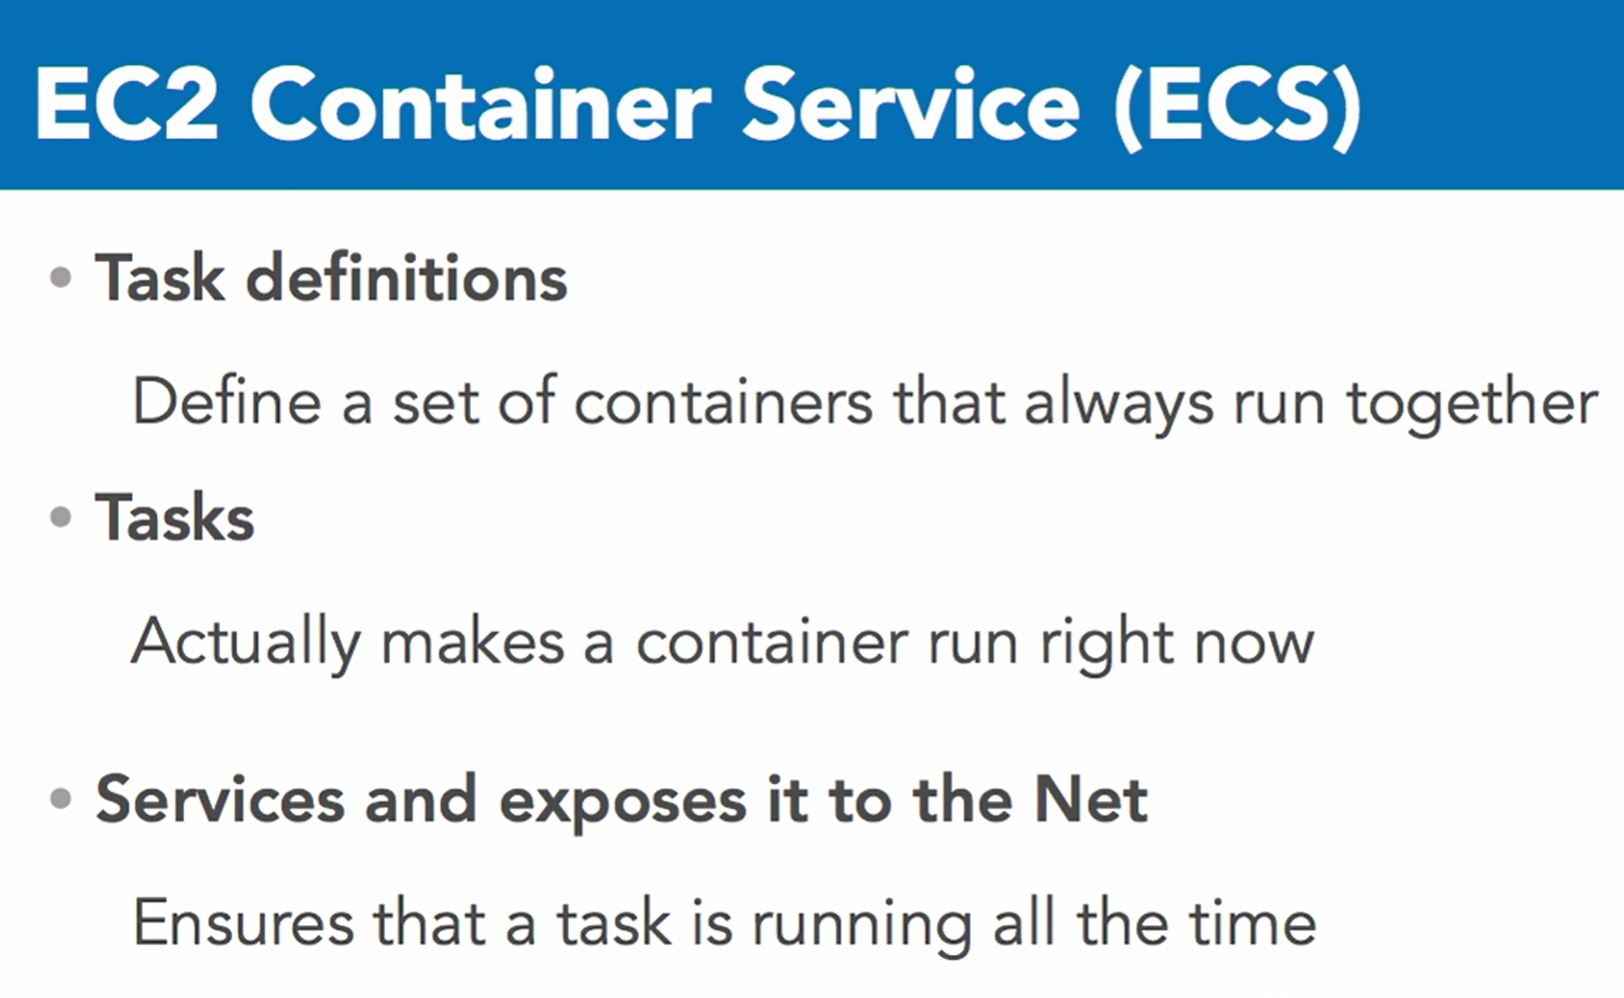 EC2 Container Service (ECS)
• Task definitions
Define a set of containers that always run together
• Tasks
Actually makes a container run right now
• Services and exposes it to the Net
Ensures that a task is running all the time